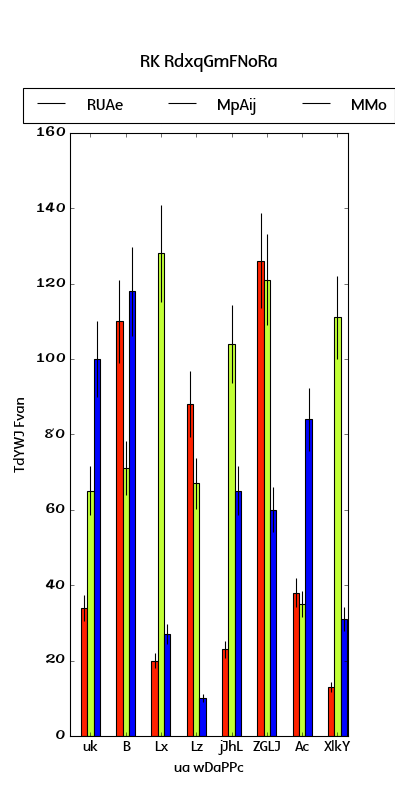 RK RdxqGmFNoRa
RUAe MpAij MMo
160
140
120
100
80
60
40
20
0
TdYWJ Fvan
uk B Lx Lz jJhL ZGLJ Ac XlkY
ua wDaPPc